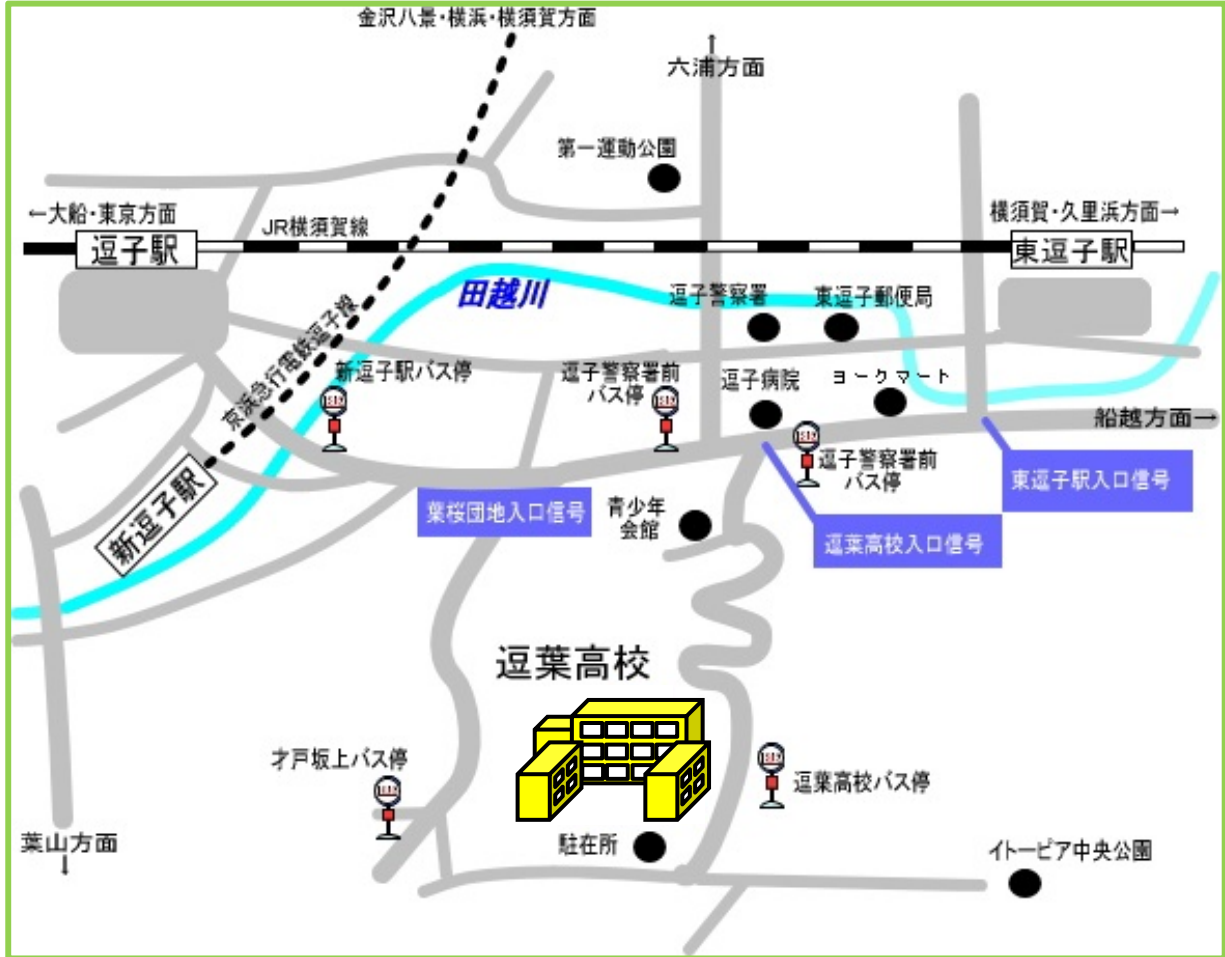 金沢八景・横浜・横須賀方面
↑
六浦方面
第一運動公園
←大船・東京方面
JR横須賀線
横須賀・久里浜方面→
逗子駅
東逗子駅
田越川
逗子警察署
東逗子郵便局
京浜急行電鉄逗子線
新逗子駅バス停
逗子警察署前
バス停
逗子病院
ヨークマート
船越方面→
逗子警察署前
バス停
東逗子駅入口信号
新逗子駅
葉桜団地入口信号
青少年
会館
逗葉高校入口信号
逗葉高校
才戸坂上バス停
逗葉高校バス停
葉山方面
↓
駐在所
イトーピア中央公園